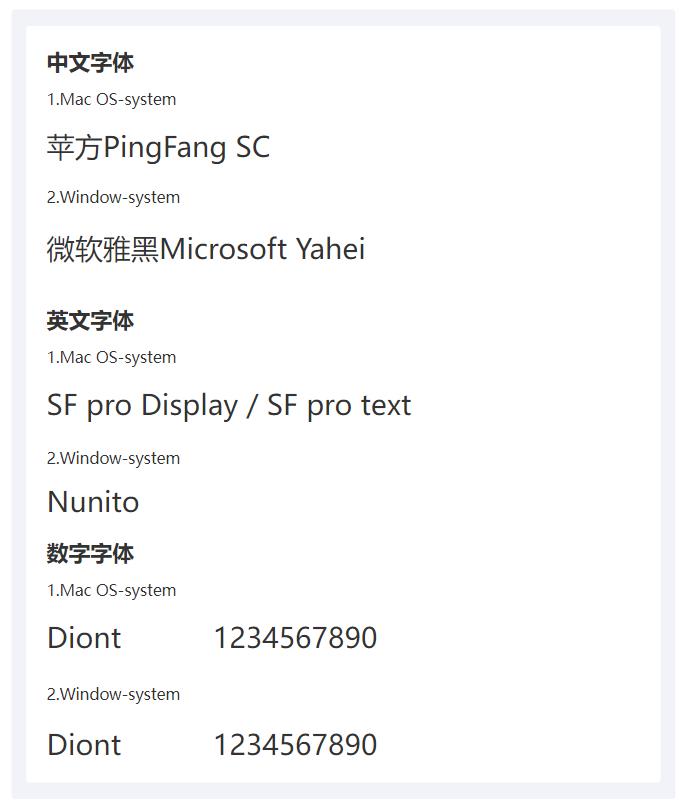 中文字体
1.Mac OS-system
苹方PingFang SC
2.Window-system
微软雅黑Microsoft Yahei
英文字体
1.Mac OS-system
SF pro Display / SF pro text
2.Window-system
Nunito
数字字体
1.Mac OS-system
Diont 1234567890
2.Window-system
Diont 1234567890